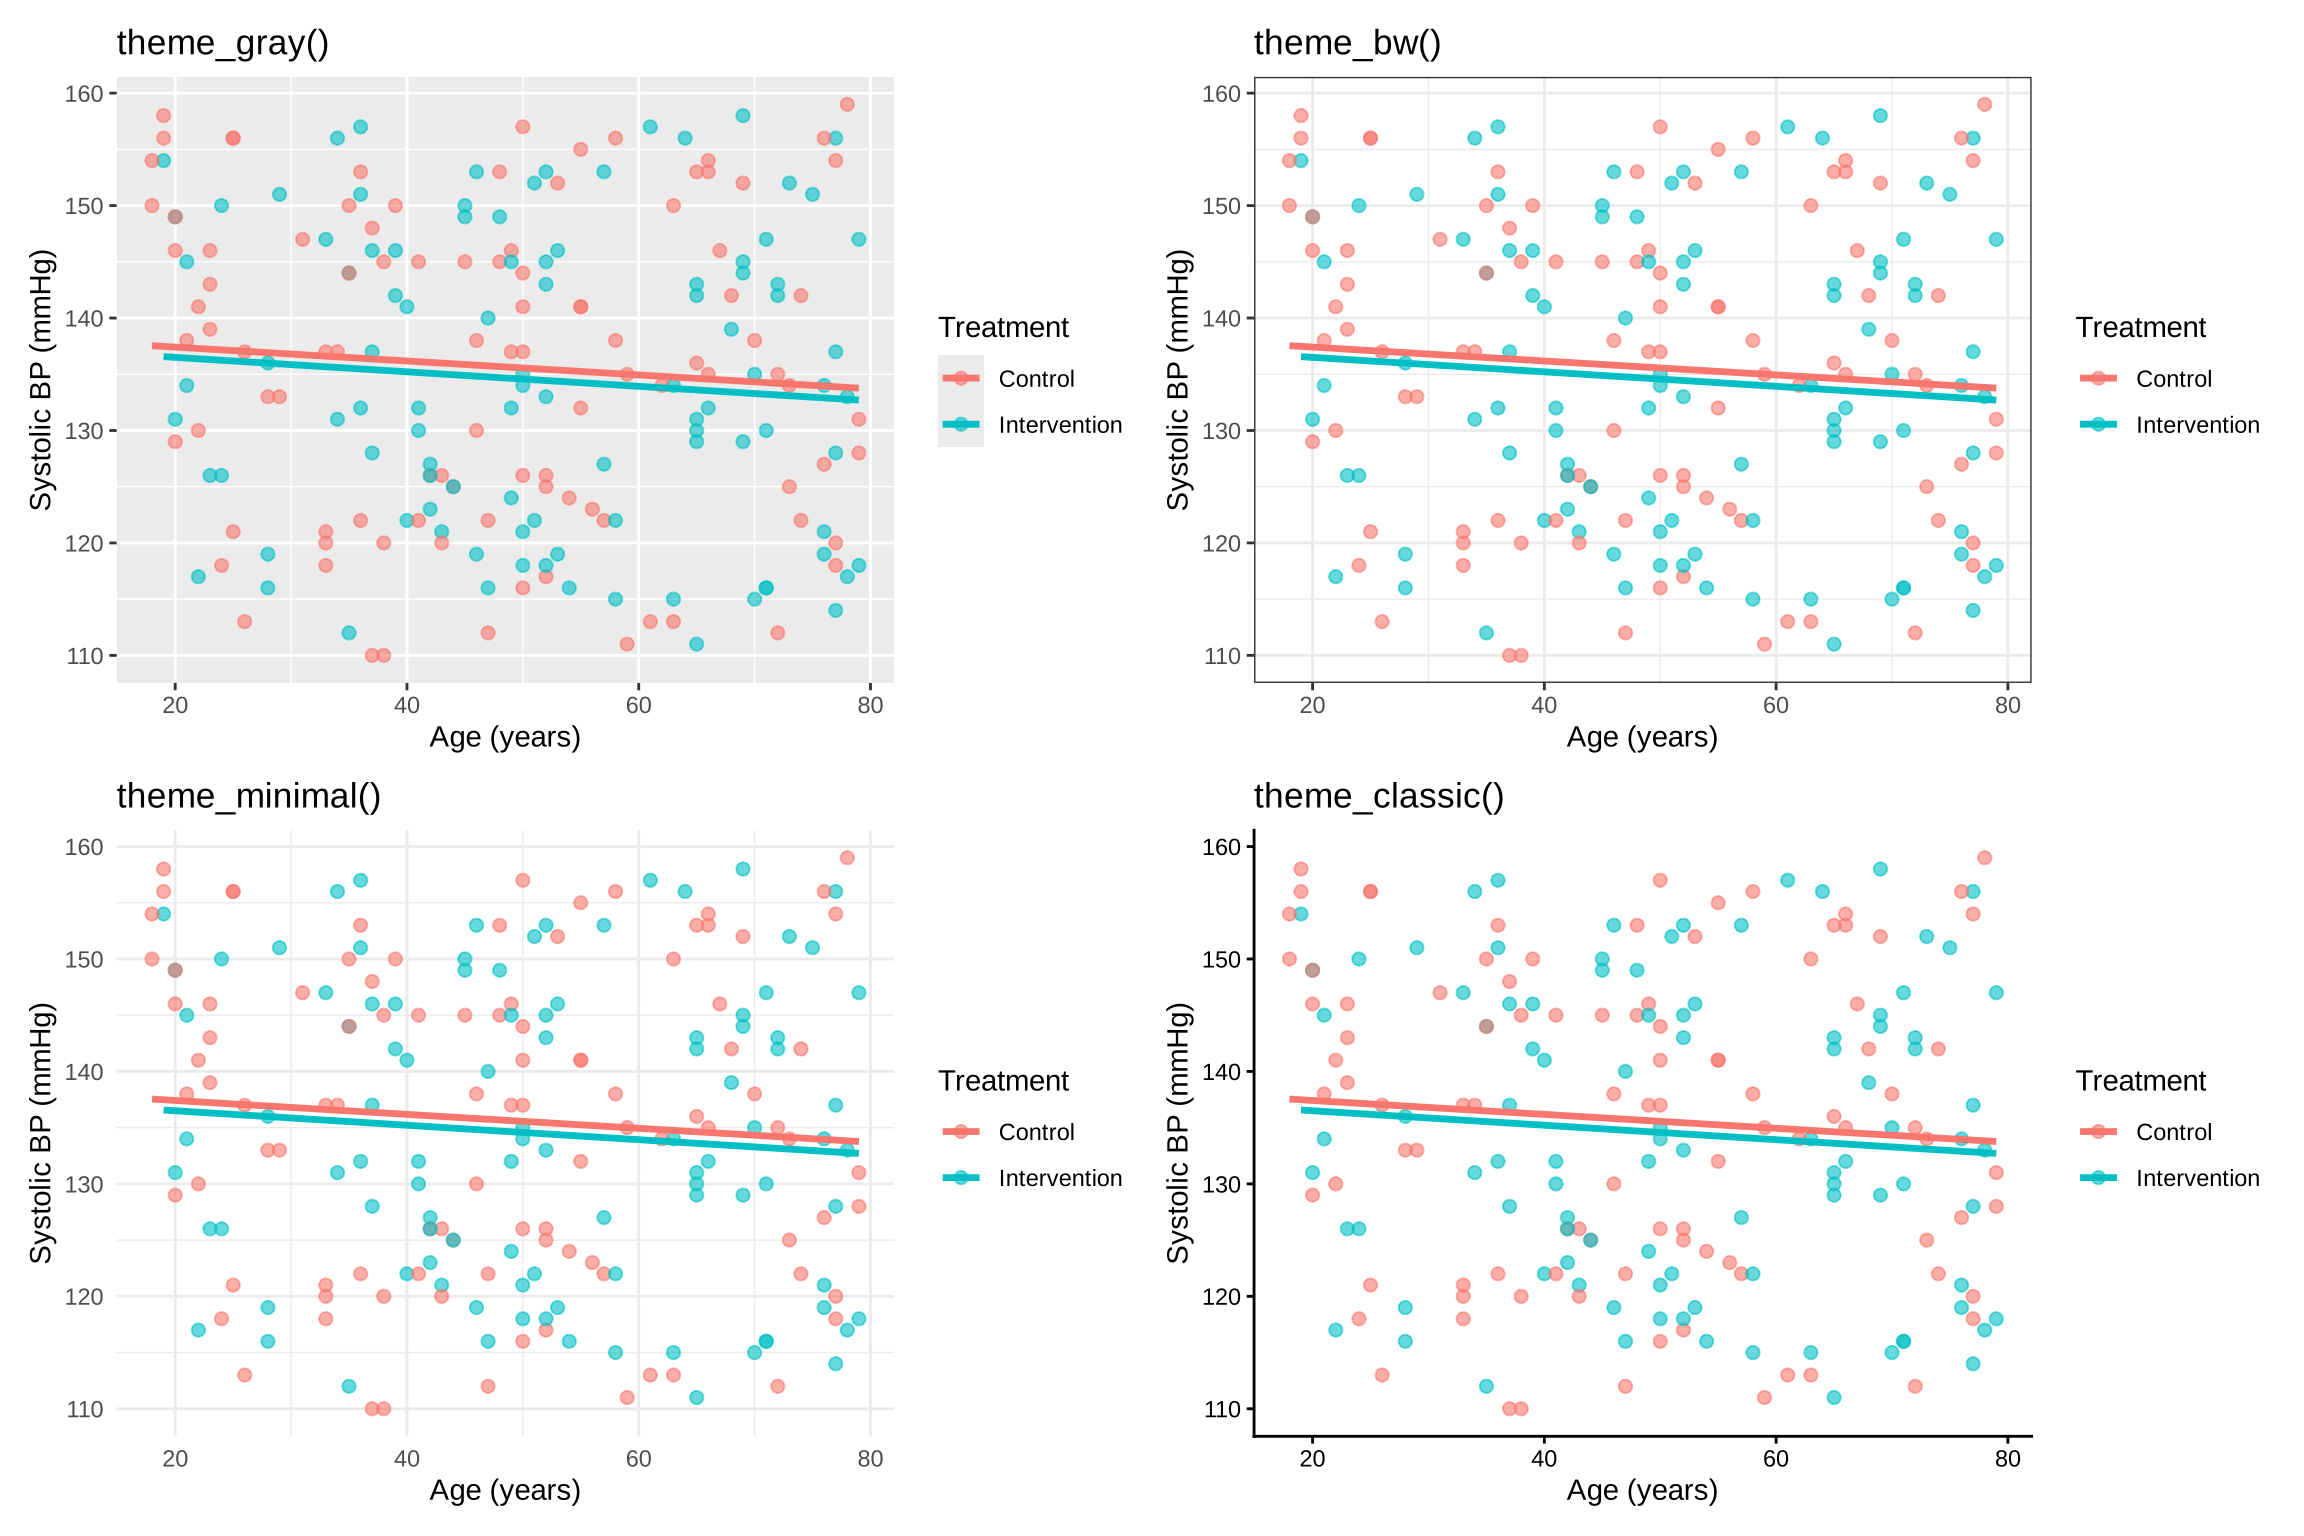 theme_gray()
160
150
140
130
120
110
Systolic BP (mmHg)
20 40 60 80
Age (years)
Treatment
Control
Intervention
theme_bw()
160
150
140
130
120
110
Systolic BP (mmHg)
20 40 60 80
Age (years)
Treatment
Control
Intervention
theme_minimal()
160
150
140
130
120
110
Systolic BP (mmHg)
20 40 60 80
Age (years)
Treatment
Control
Intervention
theme_classic()
160
150
140
130
120
110
Systolic BP (mmHg)
20 40 60 80
Age (years)
Treatment
Control
Intervention